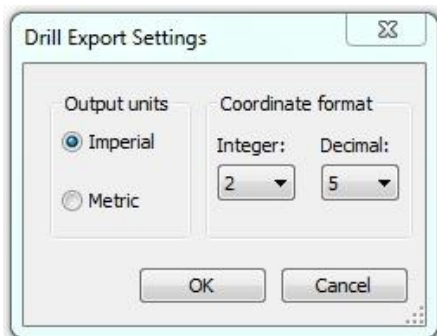 Drill Export Settings
Output units
Imperial
Metric
Coordinate format
Integer: Decimal:
2 5
OK Cancel